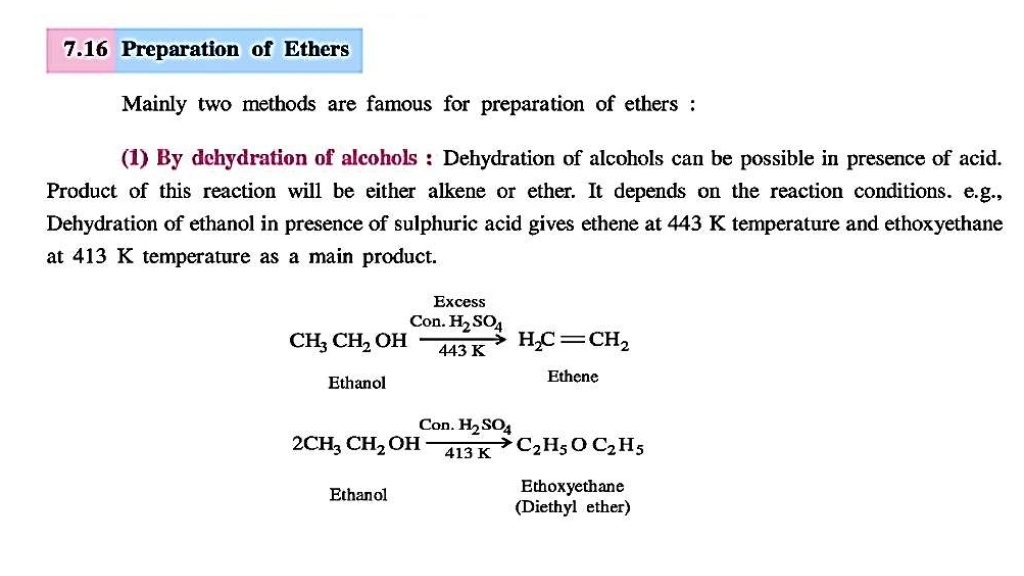 7.16 Preparation of Ethers
Mainly two methods are famous for preparation of ethers :
(1) By dehydration of alcohols : Dehydration of alcohols can be possible in presence of acid.
Product of this reaction will be either alkene or ether. It depends on the reaction conditions. e.g.,
Dehydration of ethanol in presence of sulphuric acid gives ethene at 443 K temperature and ethoxyethane
at 413 K temperature as a main product.
Excess
Con. H₂SO₄
CH₃ CH₂ OH ⟶ H₂C = CH₂
443 K
Ethanol Ethene
Con. H₂SO₄
2CH₃ CH₂ OH ⟶ C₂H₅ O C₂H₅
413 K
Ethanol Ethoxyethane
(Diethyl ether)